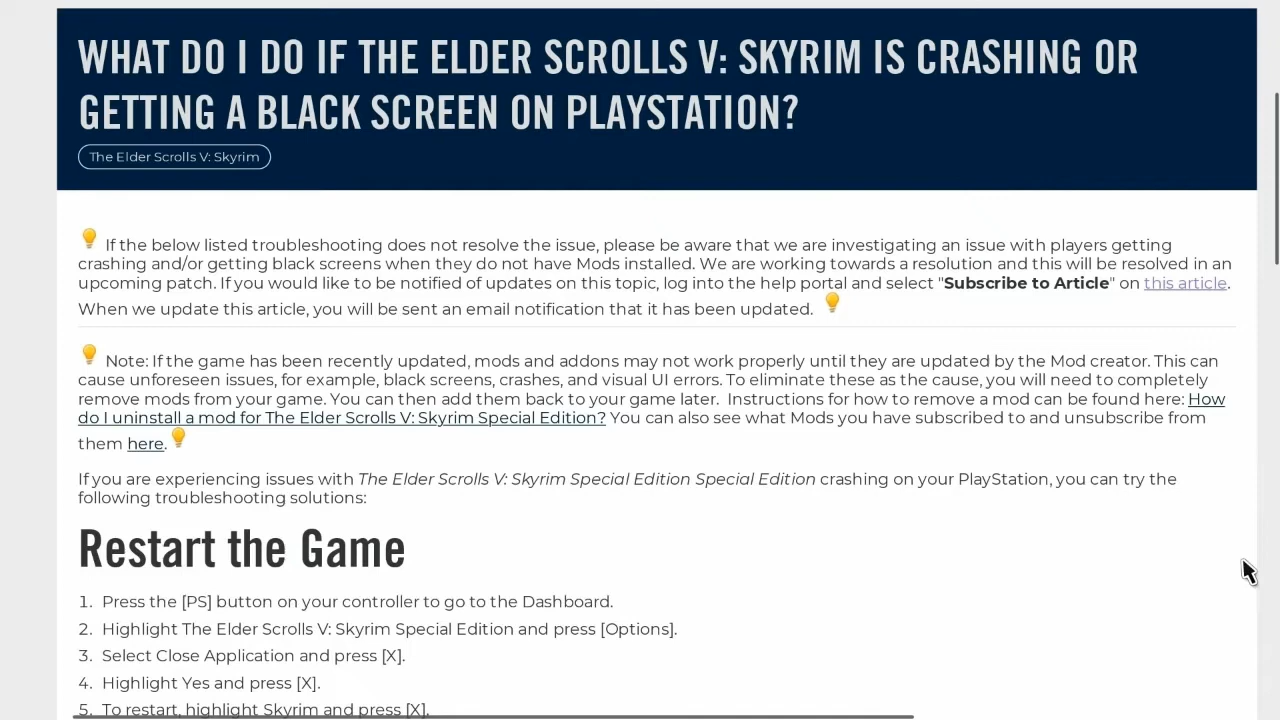 WHAT DO I DO IF THE ELDER SCROLLS V: SKYRIM IS CRASHING OR
GETTING A BLACK SCREEN ON PLAYSTATION?
The Elder Scrolls V: Skyrim
If the below listed troubleshooting does not resolve the issue, please be aware that we are investigating an issue with players getting
crashing and/or getting black screens when they do not have Mods installed. We are working towards a resolution and this will be resolved in an
upcoming patch. If you would like to be notified of updates on this topic, log into the help portal and select "Subscribe to Article" on this article.
When we update this article, you will be sent an email notification that it has been updated.
Note: If the game has been recently updated, mods and addons may not work properly until they are updated by the Mod creator. This can
cause unforeseen issues, for example, black screens, crashes, and visual UI errors. To eliminate these as the cause, you will need to completely
remove mods from your game. You can then add them back to your game later. Instructions for how to remove a mod can be found here: How
do I uninstall a mod for The Elder Scrolls V: Skyrim Special Edition? You can also see what Mods you have subscribed to and unsubscribe from
them here.
If you are experiencing issues with The Elder Scrolls V: Skyrim Special Edition Special Edition crashing on your PlayStation, you can try the
following troubleshooting solutions:
Restart the Game
1. Press the [PS] button on your controller to go to the Dashboard.
2. Highlight The Elder Scrolls V: Skyrim Special Edition and press [Options].
3. Select Close Application and press [X].
4. Highlight Yes and press [X].
5. To restart, highlight Skyrim and press [X].